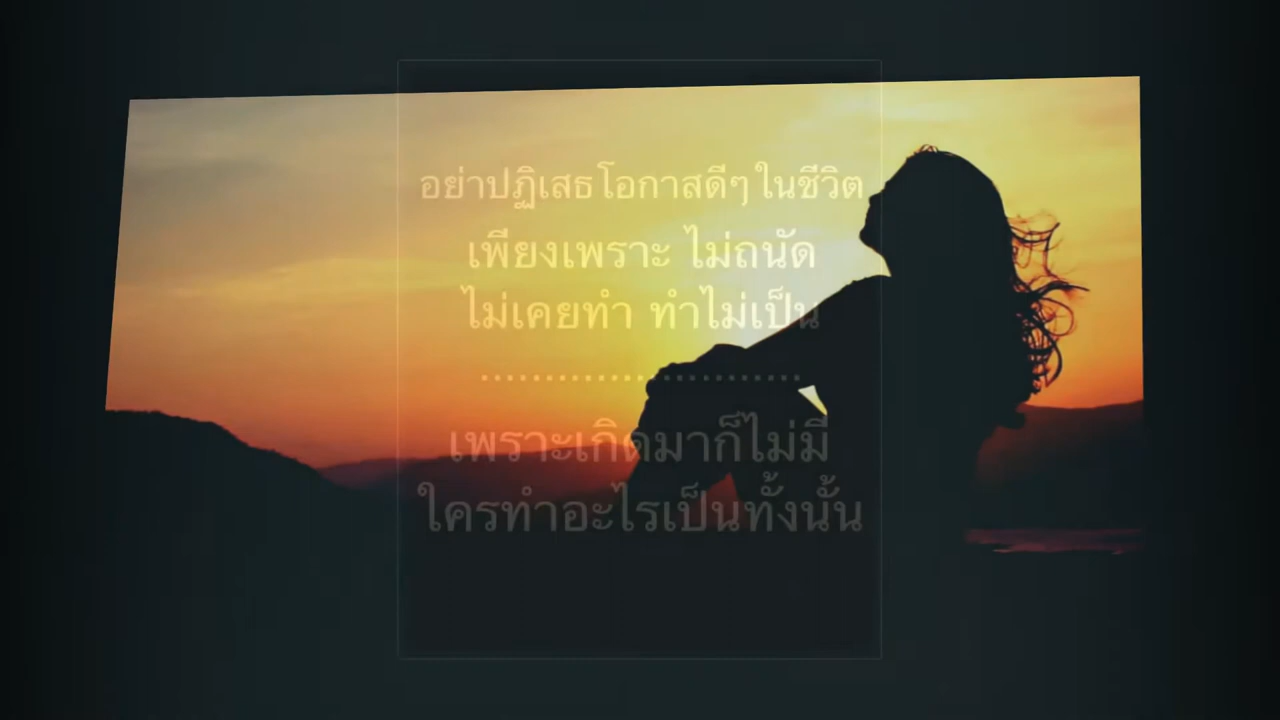 อย่าปฏิเสธโอกาสดีๆในชีวิต
เพียงเพราะ ไม่ถนัด
ไม่เคยทำ ทำไม่เป็น
.........................
เพราะเกิดมาก็ไม่มี
ใครทำอะไรเป็นทั้งนั้น